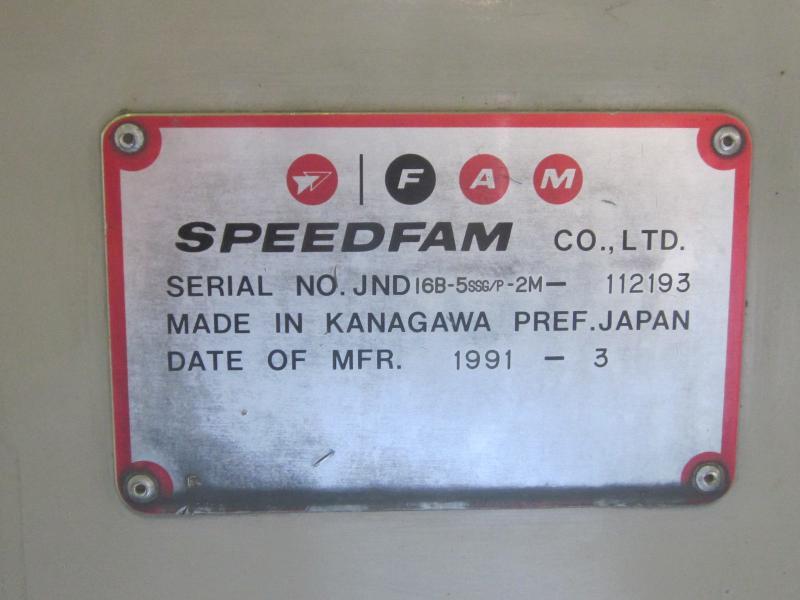 F A M
SPEEDFAM CO., LTD.
SERIAL NO. JND16B-5SSG/P-2M- 112193
MADE IN KANAGAWA PREF. JAPAN
DATE OF MFR. 1991 - 3